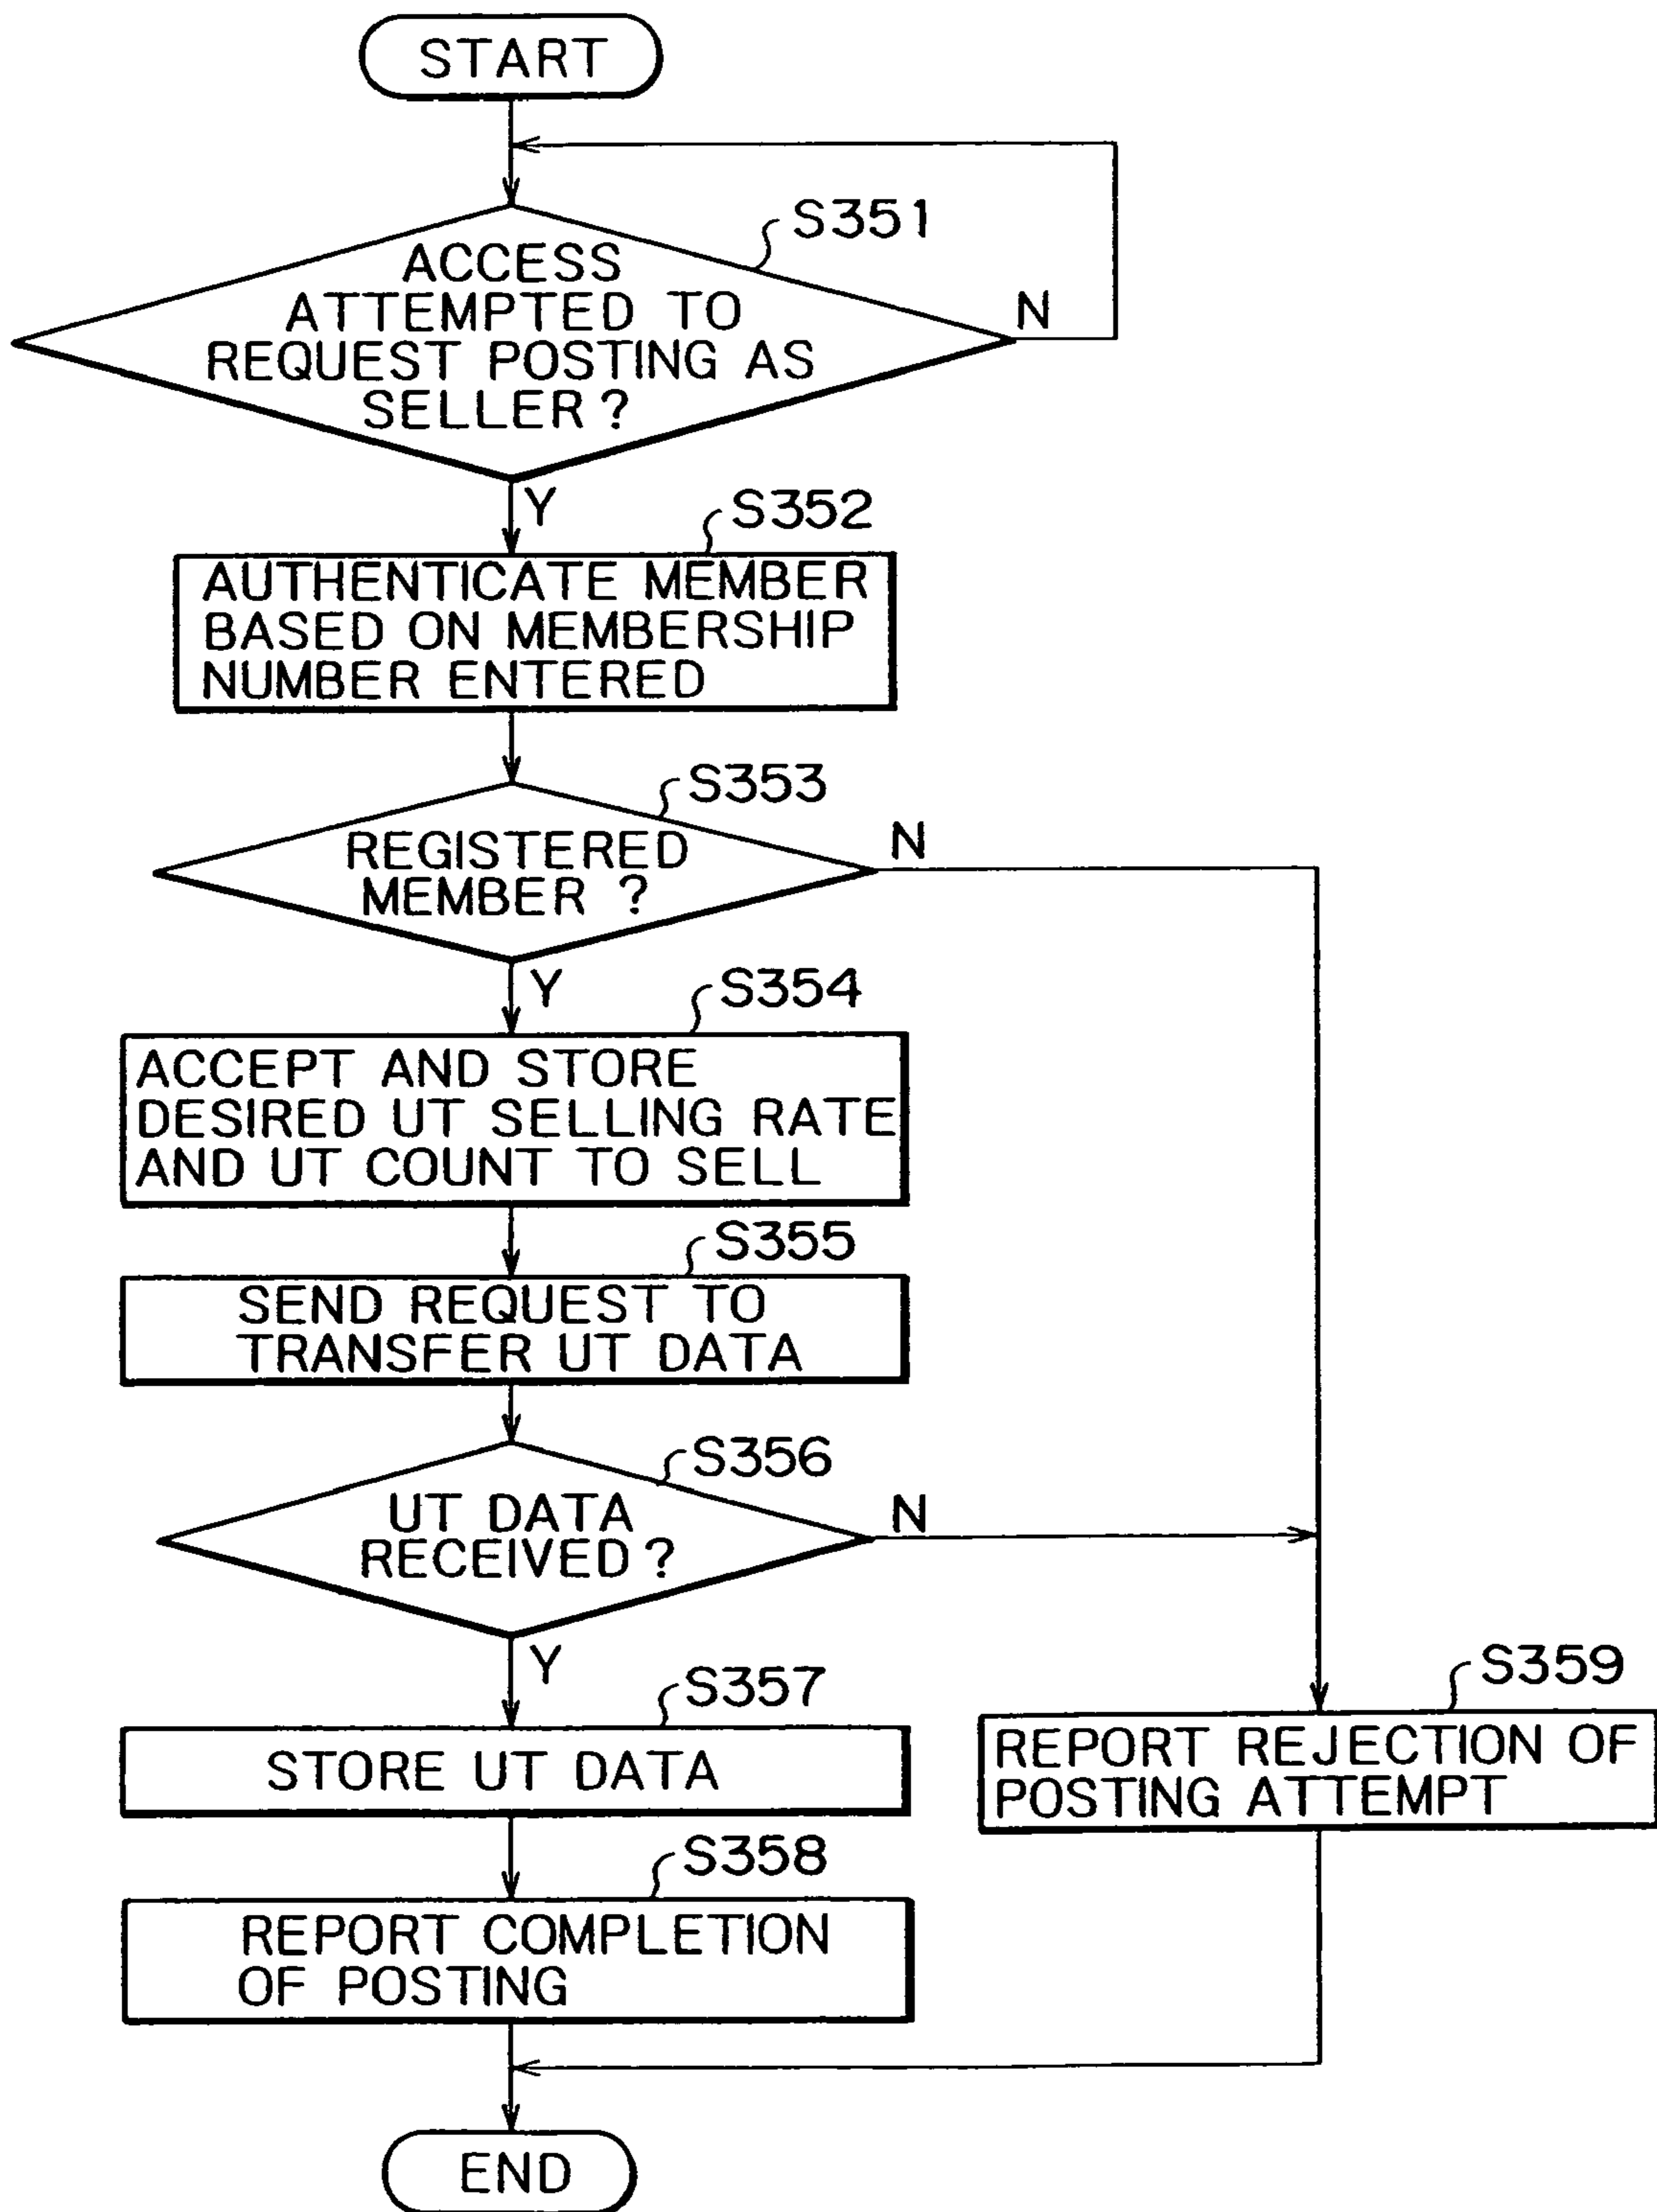 START
S351
ACCESS
ATTEMPTED TO
REQUEST POSTING AS
SELLER?
N
Y
S352
AUTHENTICATE MEMBER
BASED ON MEMBERSHIP
NUMBER ENTERED
S353
REGISTERED
MEMBER ?
N
Y
S354
ACCEPT AND STORE
DESIRED UT SELLING RATE
AND UT COUNT TO SELL
S355
SEND REQUEST TO
TRANSFER UT DATA
S356
UT DATA
RECEIVED?
N
Y
S357
STORE UT DATA
S359
REPORT REJECTION OF
POSTING ATTEMPT
S358
REPORT COMPLETION
OF POSTING
END